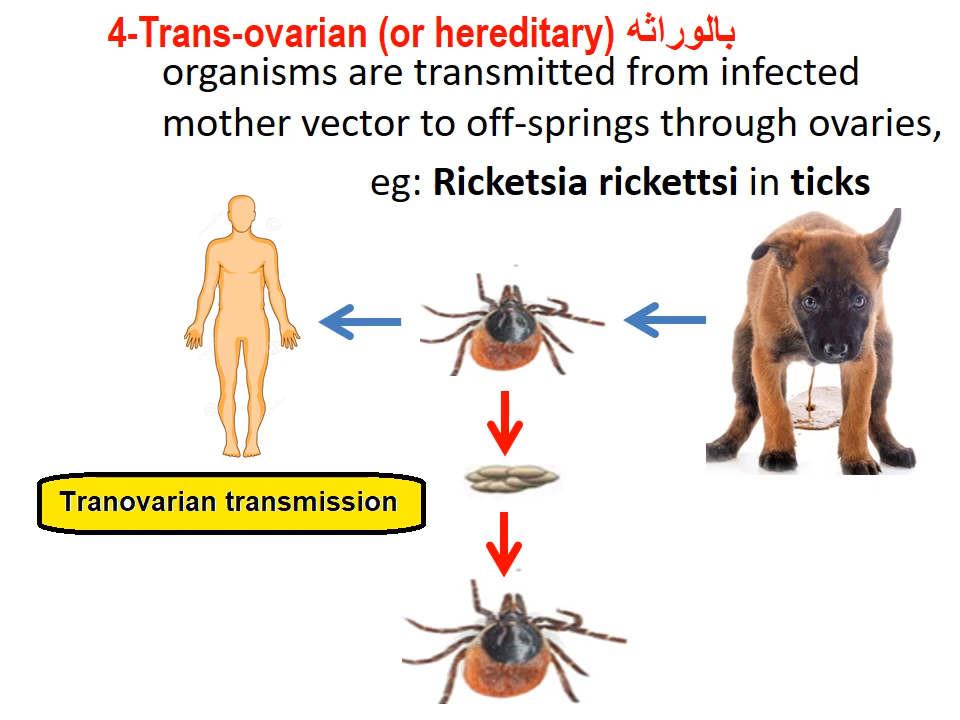 4-Trans-ovarian (or hereditary) بالوراثه
organisms are transmitted from infected
mother vector to off-springs through ovaries,
eg: Ricketsia rickettsi in ticks
Tranovarian transmission